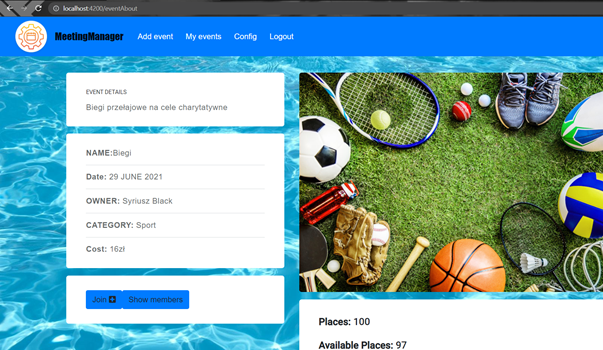 localhost:4200/eventAbout
MeetingManager Add event My events Config Logout
EVENT DETAILS
Biegi przełajowe na cele charytatywne
NAME:Biegi
Date: 29 JUNE 2021
OWNER: Syriusz Black
CATEGORY: Sport
Cost: 16zł
Join Show members
Places: 100
Available Places: 97